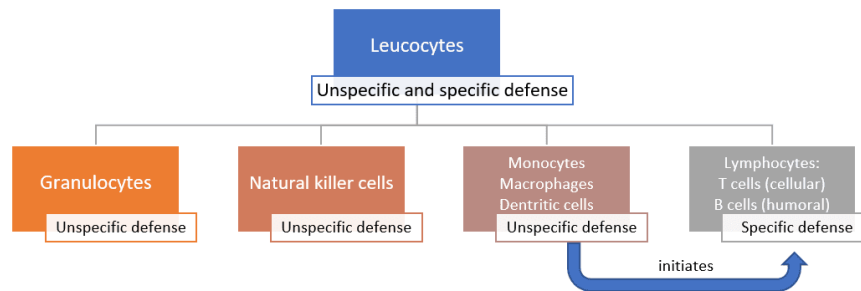 Leucocytes
Unspecific and specific defense
Granulocytes
Unspecific defense
Natural killer cells
Unspecific defense
Monocytes
Macrophages
Dentritic cells
Unspecific defense
Lymphocytes:
T cells (cellular)
B cells (humoral)
Specific defense
initiates